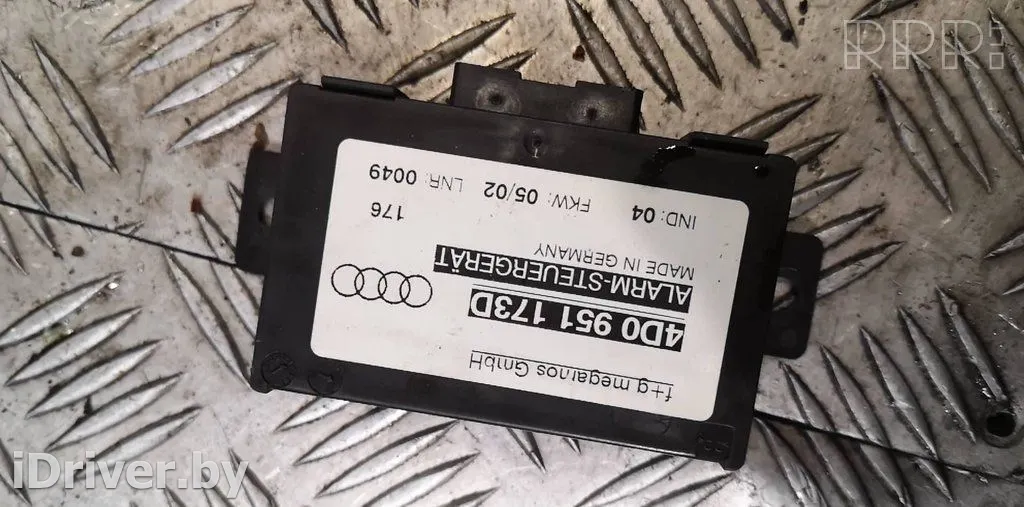 f+g megamos GmbH
4D0 951 173D
ALARM-STEUERGERÄT
MADE IN GERMANY
176
IND: 04 FKW: 05/02 LNR: 0049
RRR!
iDriver.by